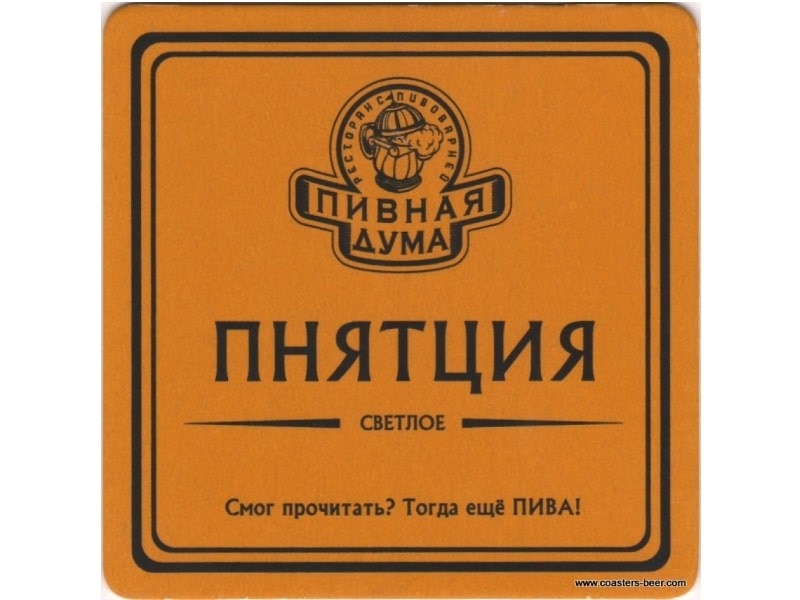 РЕСТОРАН С ПИВОВАРНЕЙ
ПИВНАЯ
ДУМА
ПНЯТЦИЯ
СВЕТЛОЕ
Смог прочитать? Тогда ещё ПИВА!
www.coasters-beer.com